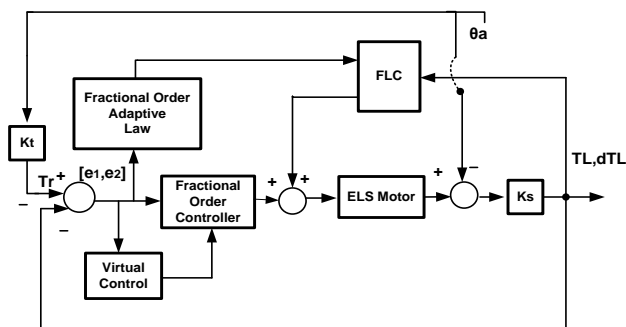 θa
FLC
Fractional Order
Adaptive
Law
Kt
Tr
+
[e1,e2]
TL,dTL
−
−
Fractional
Order
Controller
+
+
ELS Motor
+
−
Ks
−
Virtual
Control